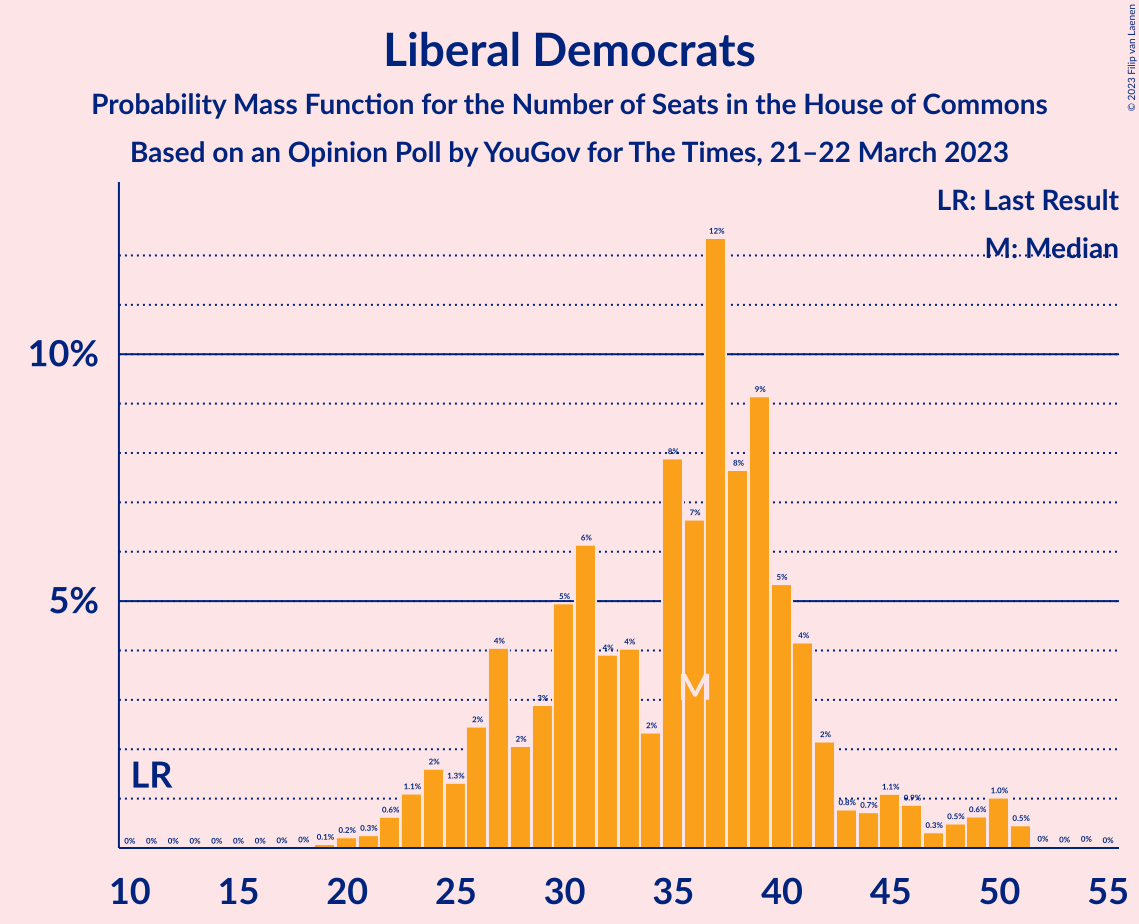 Liberal Democrats
Probability Mass Function for the Number of Seats in the House of Commons
Based on an Opinion Poll by YouGov for The Times, 21–22 March 2023
© 2023 Filip van Laenen
LR: Last Result
M: Median
10%
5%
LR
M
0% 0% 0% 0% 0% 0% 0% 0% 0% 0.1% 0.2% 0.3% 0.6% 1.1% 2% 1.3% 2% 4% 2% 3% 5% 6% 4% 4% 2% 8% 7% 12% 8% 9% 5% 4% 2% 0.8% 0.7% 1.1% 0.9% 0.3% 0.5% 0.6% 1.0% 0.5% 0% 0% 0% 0%
10 15 20 25 30 35 40 45 50 55